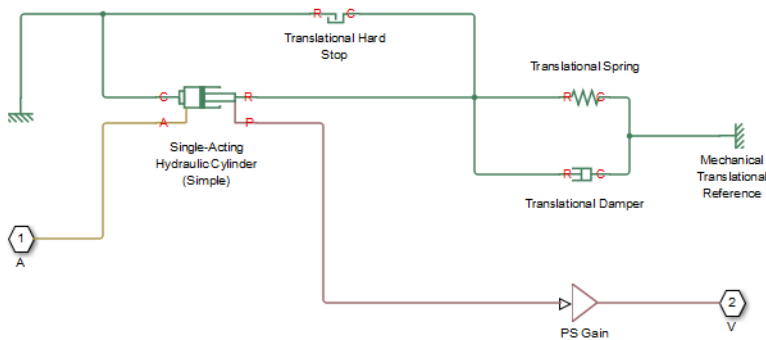 R
C
Translational Hard
Stop
Translational Spring
C
R
R
C
A
P
Single-Acting
Hydraulic Cylinder
(Simple)
Mechanical
Translational
Reference
R
C
Translational Damper
1
A
2
V
PS Gain